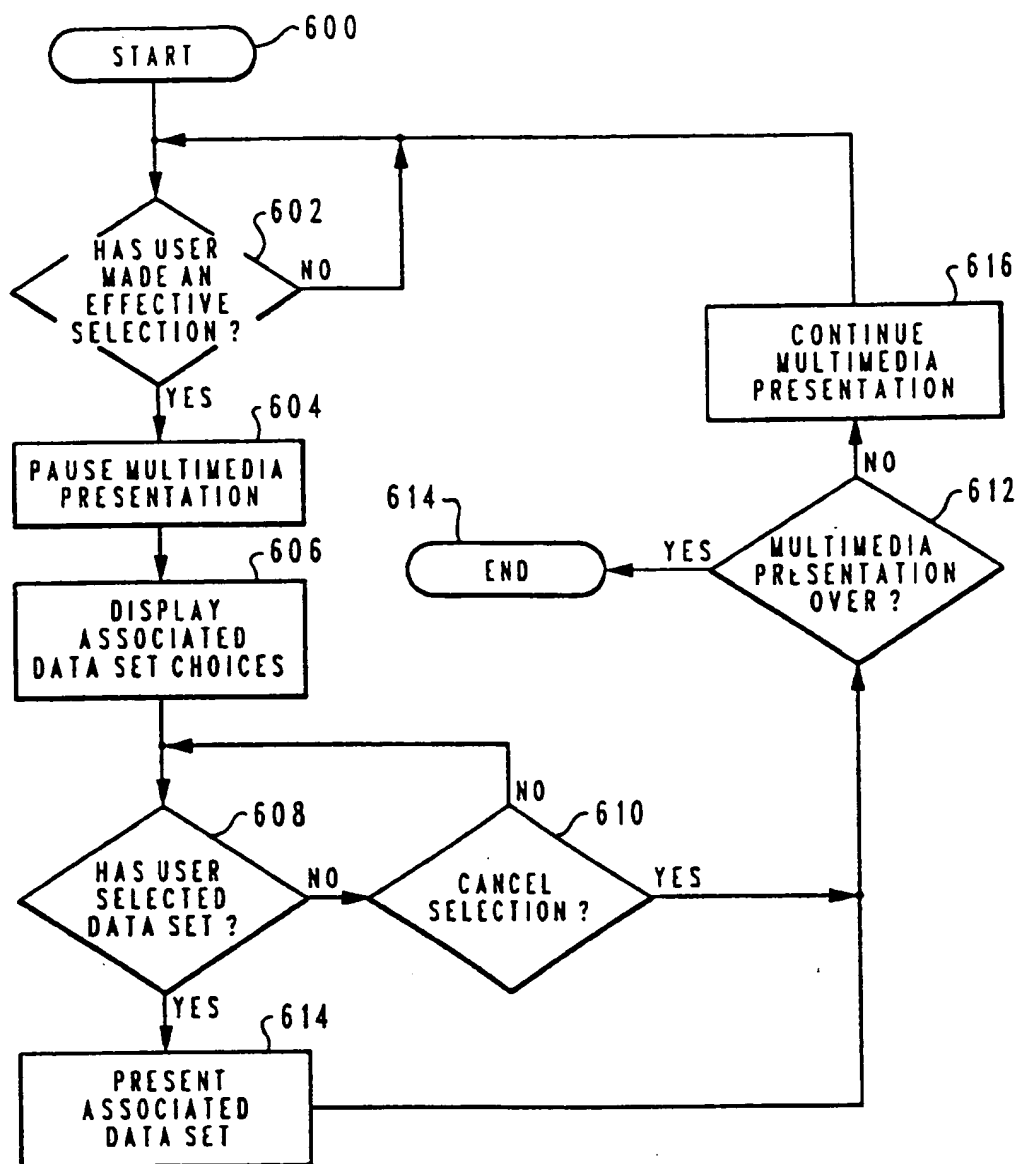 START
600
HAS USER
MADE AN
EFFECTIVE
SELECTION ?
602
NO
YES
604
PAUSE MULTIMEDIA
PRESENTATION
606
DISPLAY
ASSOCIATED
DATA SET CHOICES
608
HAS USER
SELECTED
DATA SET ?
NO
YES
610
CANCEL
SELECTION ?
NO
YES
614
PRESENT
ASSOCIATED
DATA SET
612
MULTIMEDIA
PRESENTATION
OVER ?
YES
NO
614
END
616
CONTINUE
MULTIMEDIA
PRESENTATION